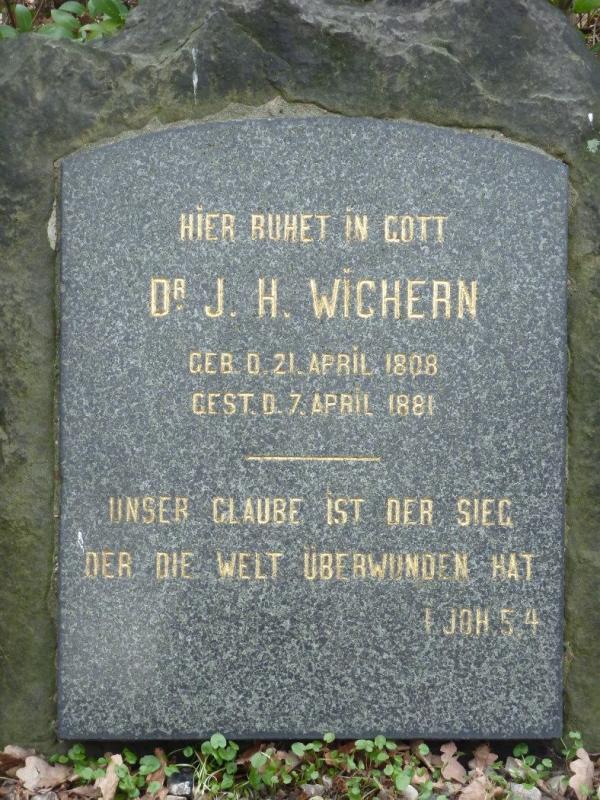 HIER RUHET IN GOTT
DR. J. H. WICHERN
GEB. D. 21. APRIL 1808
GEST. D. 7. APRIL 1881
UNSER GLAUBE IST DER SIEG
DER DIE WELT ÜBERWUNDEN HAT
1 JOH. 5. 4